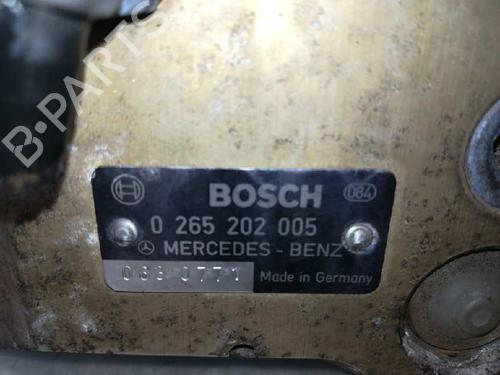 B-PARTS
BOSCH 084
0 265 202 005
MERCEDES - BENZ
Made in Germany